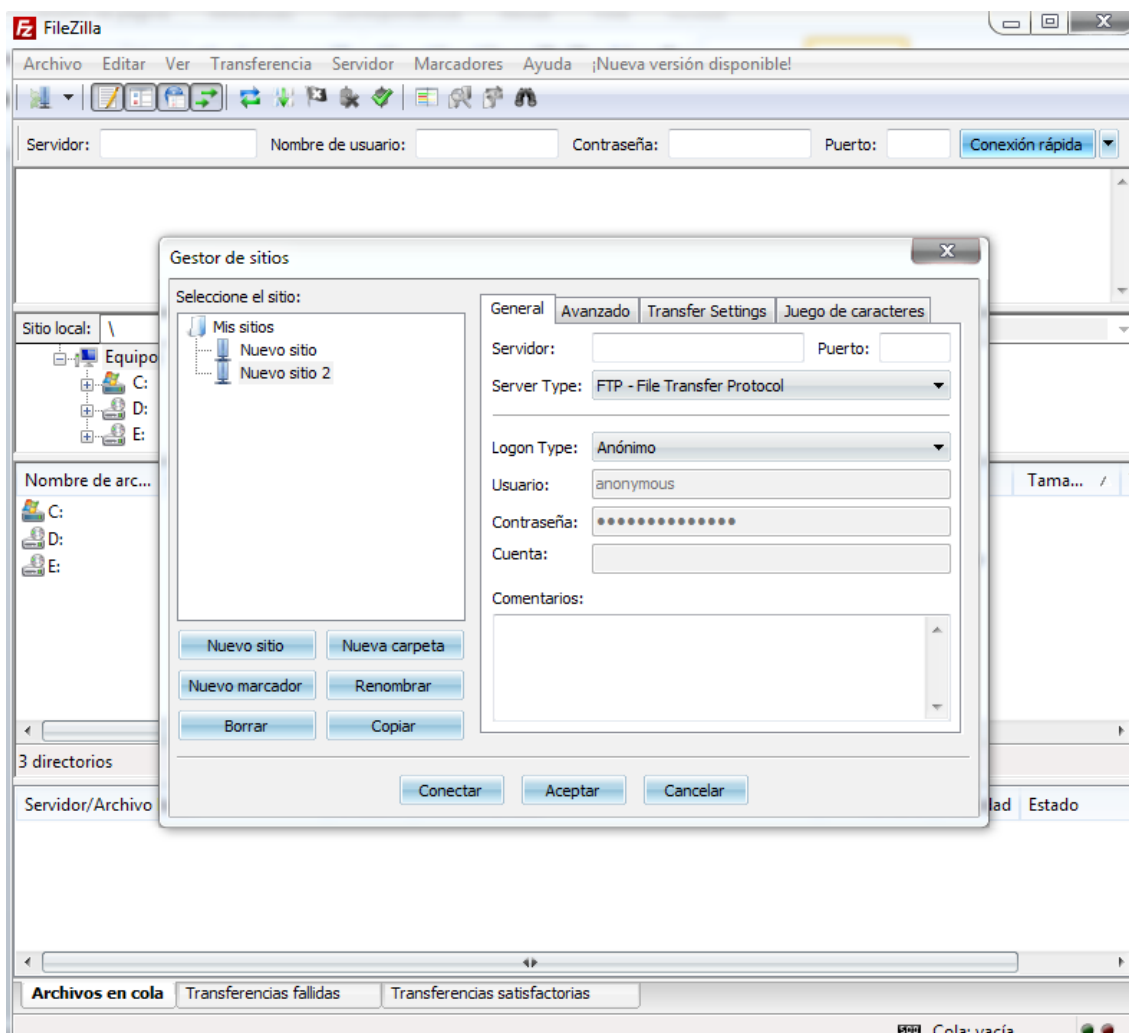 FileZilla
Archivo Editar Ver Transferencia Servidor Marcadores Ayuda ¡Nueva versión disponible!
Servidor: Nombre de usuario: Contraseña: Puerto: Conexión rápida
Gestor de sitios
Seleccione el sitio:
Mis sitios
Nuevo sitio
Nuevo sitio 2
General Avanzado Transfer Settings Juego de caracteres
Servidor: Puerto:
Server Type: FTP - File Transfer Protocol
Logon Type: Anónimo
Usuario: anonymous
Contraseña: ••••••••••••••
Cuenta:
Comentarios:
Nuevo sitio Nueva carpeta
Nuevo marcador Renombrar
Borrar Copiar
Conectar Aceptar Cancelar
Sitio local: \
Equipo
C:
D:
E:
Nombre de arc... Tama...
C:
D:
E:
3 directorios
Servidor/Archivo Estado
Archivos en cola Transferencias fallidas Transferencias satisfactorias
Cola: vacía